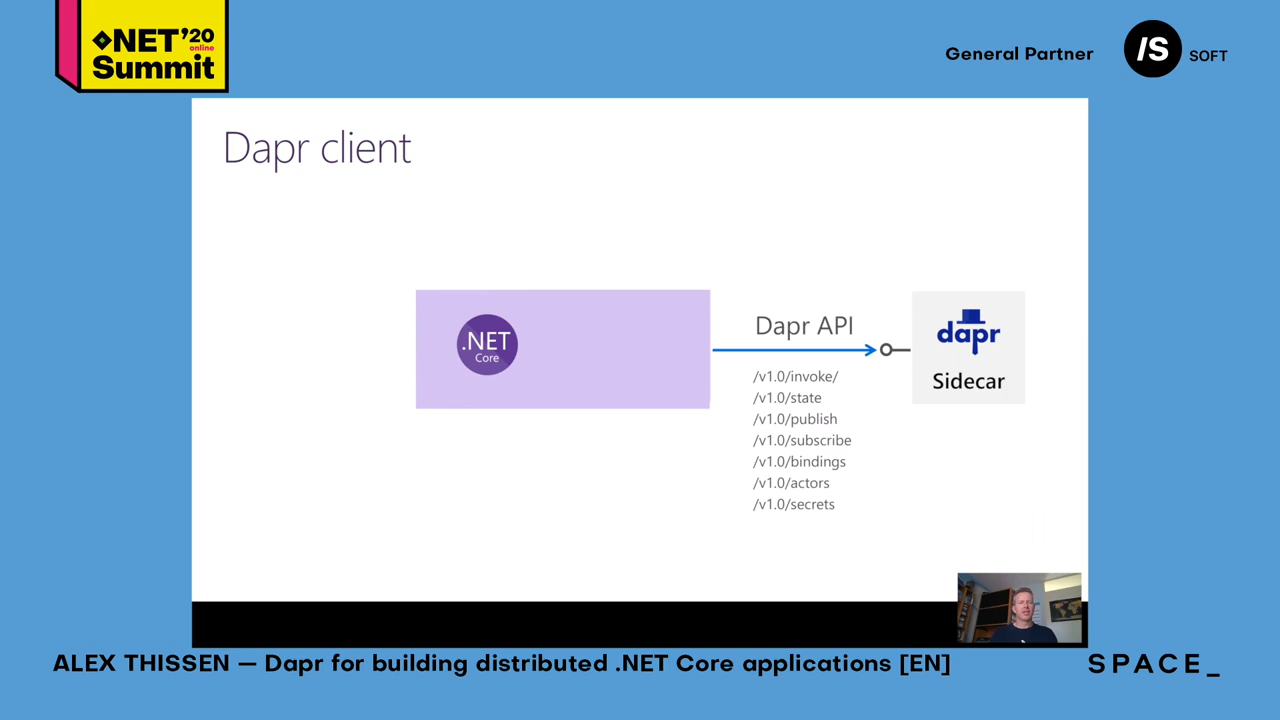 .NET'20
online
Summit
General Partner
/S
SOFT
Dapr client
.NET
Core
Dapr API
dapr
Sidecar
/v1.0/invoke/
/v1.0/state
/v1.0/publish
/v1.0/subscribe
/v1.0/bindings
/v1.0/actors
/v1.0/secrets
ALEX THISSEN — Dapr for building distributed .NET Core applications [EN]
SPACE_